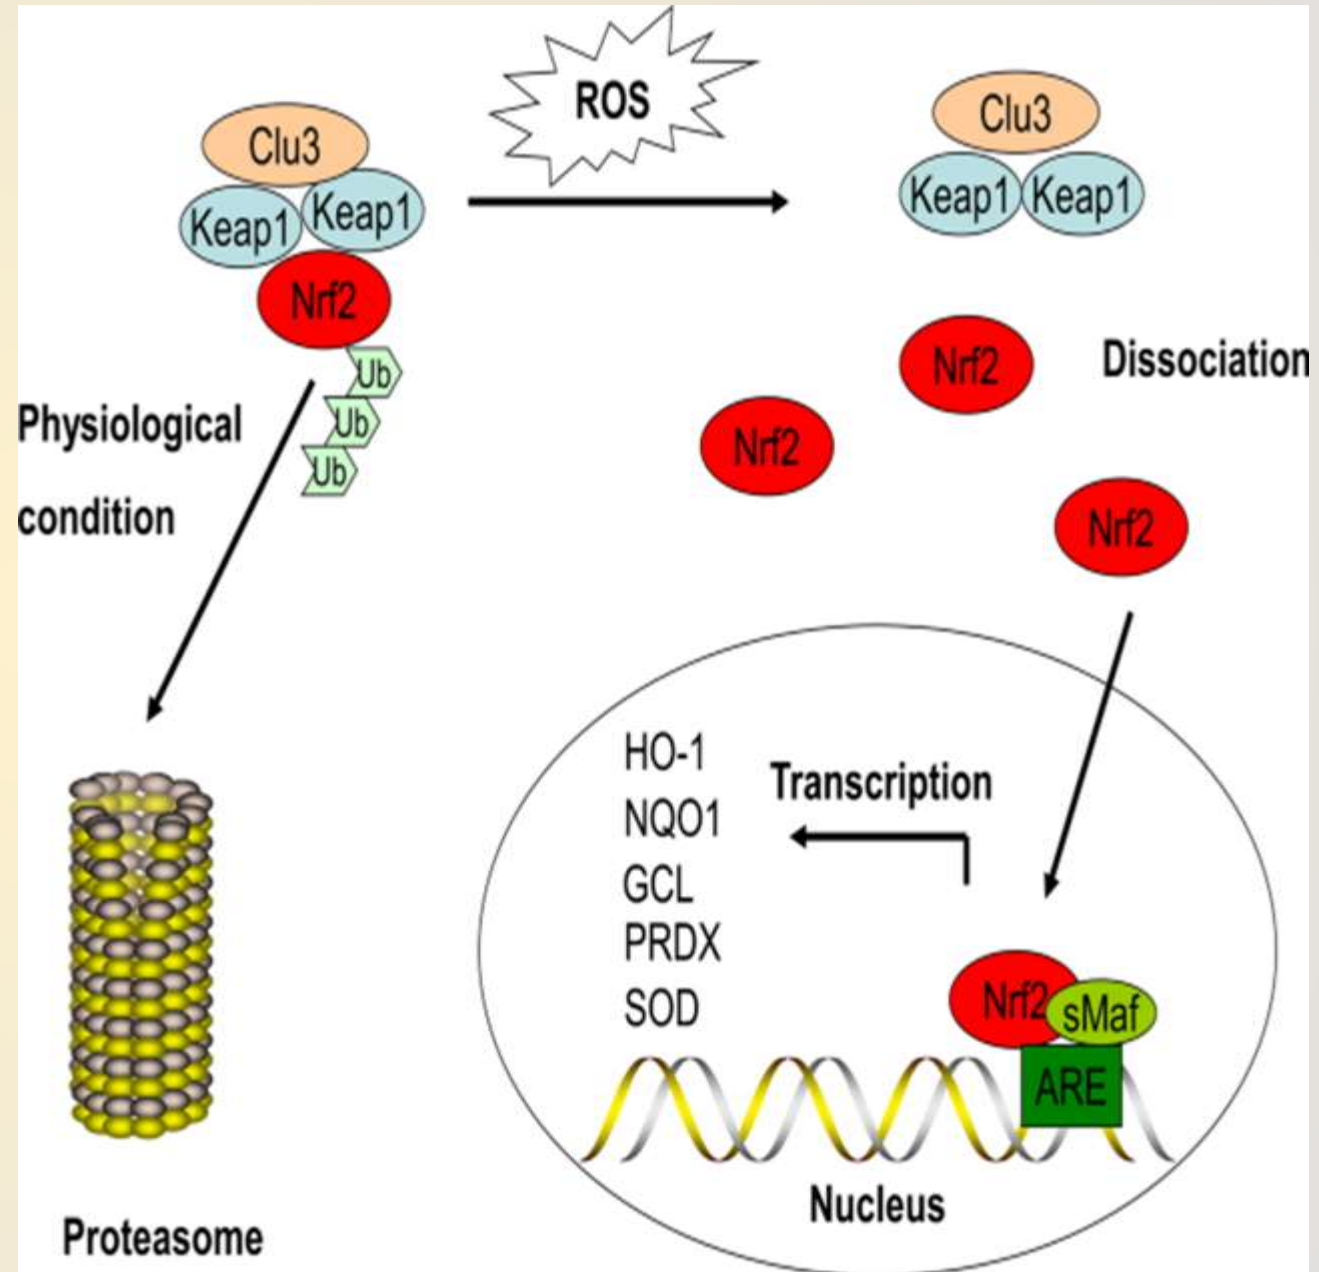 ROS
Clu3
Keap1 Keap1
Nrf2
Ub
Ub
Ub
Physiological
condition
Proteasome
Clu3
Keap1 Keap1
Nrf2
Dissociation
Nrf2
Nrf2
HO-1
NQO1
GCL
PRDX
SOD
Transcription
Nrf2 sMaf
ARE
Nucleus